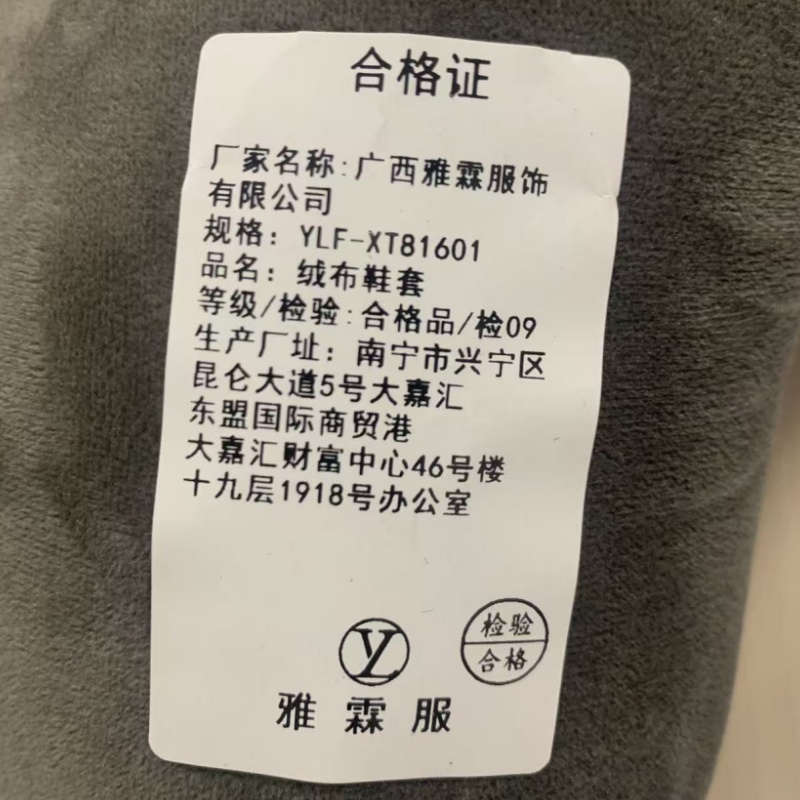 合格证
厂家名称:广西雅霖服饰
有限公司
规格: YLF-XT81601
品名: 绒布鞋套
等级/检验:合格品/检09
生产厂址: 南宁市兴宁区
昆仑大道5号大嘉汇
东盟国际商贸港
大嘉汇财富中心46号楼
十九层1918号办公室
YL
检验
合格
雅霖服